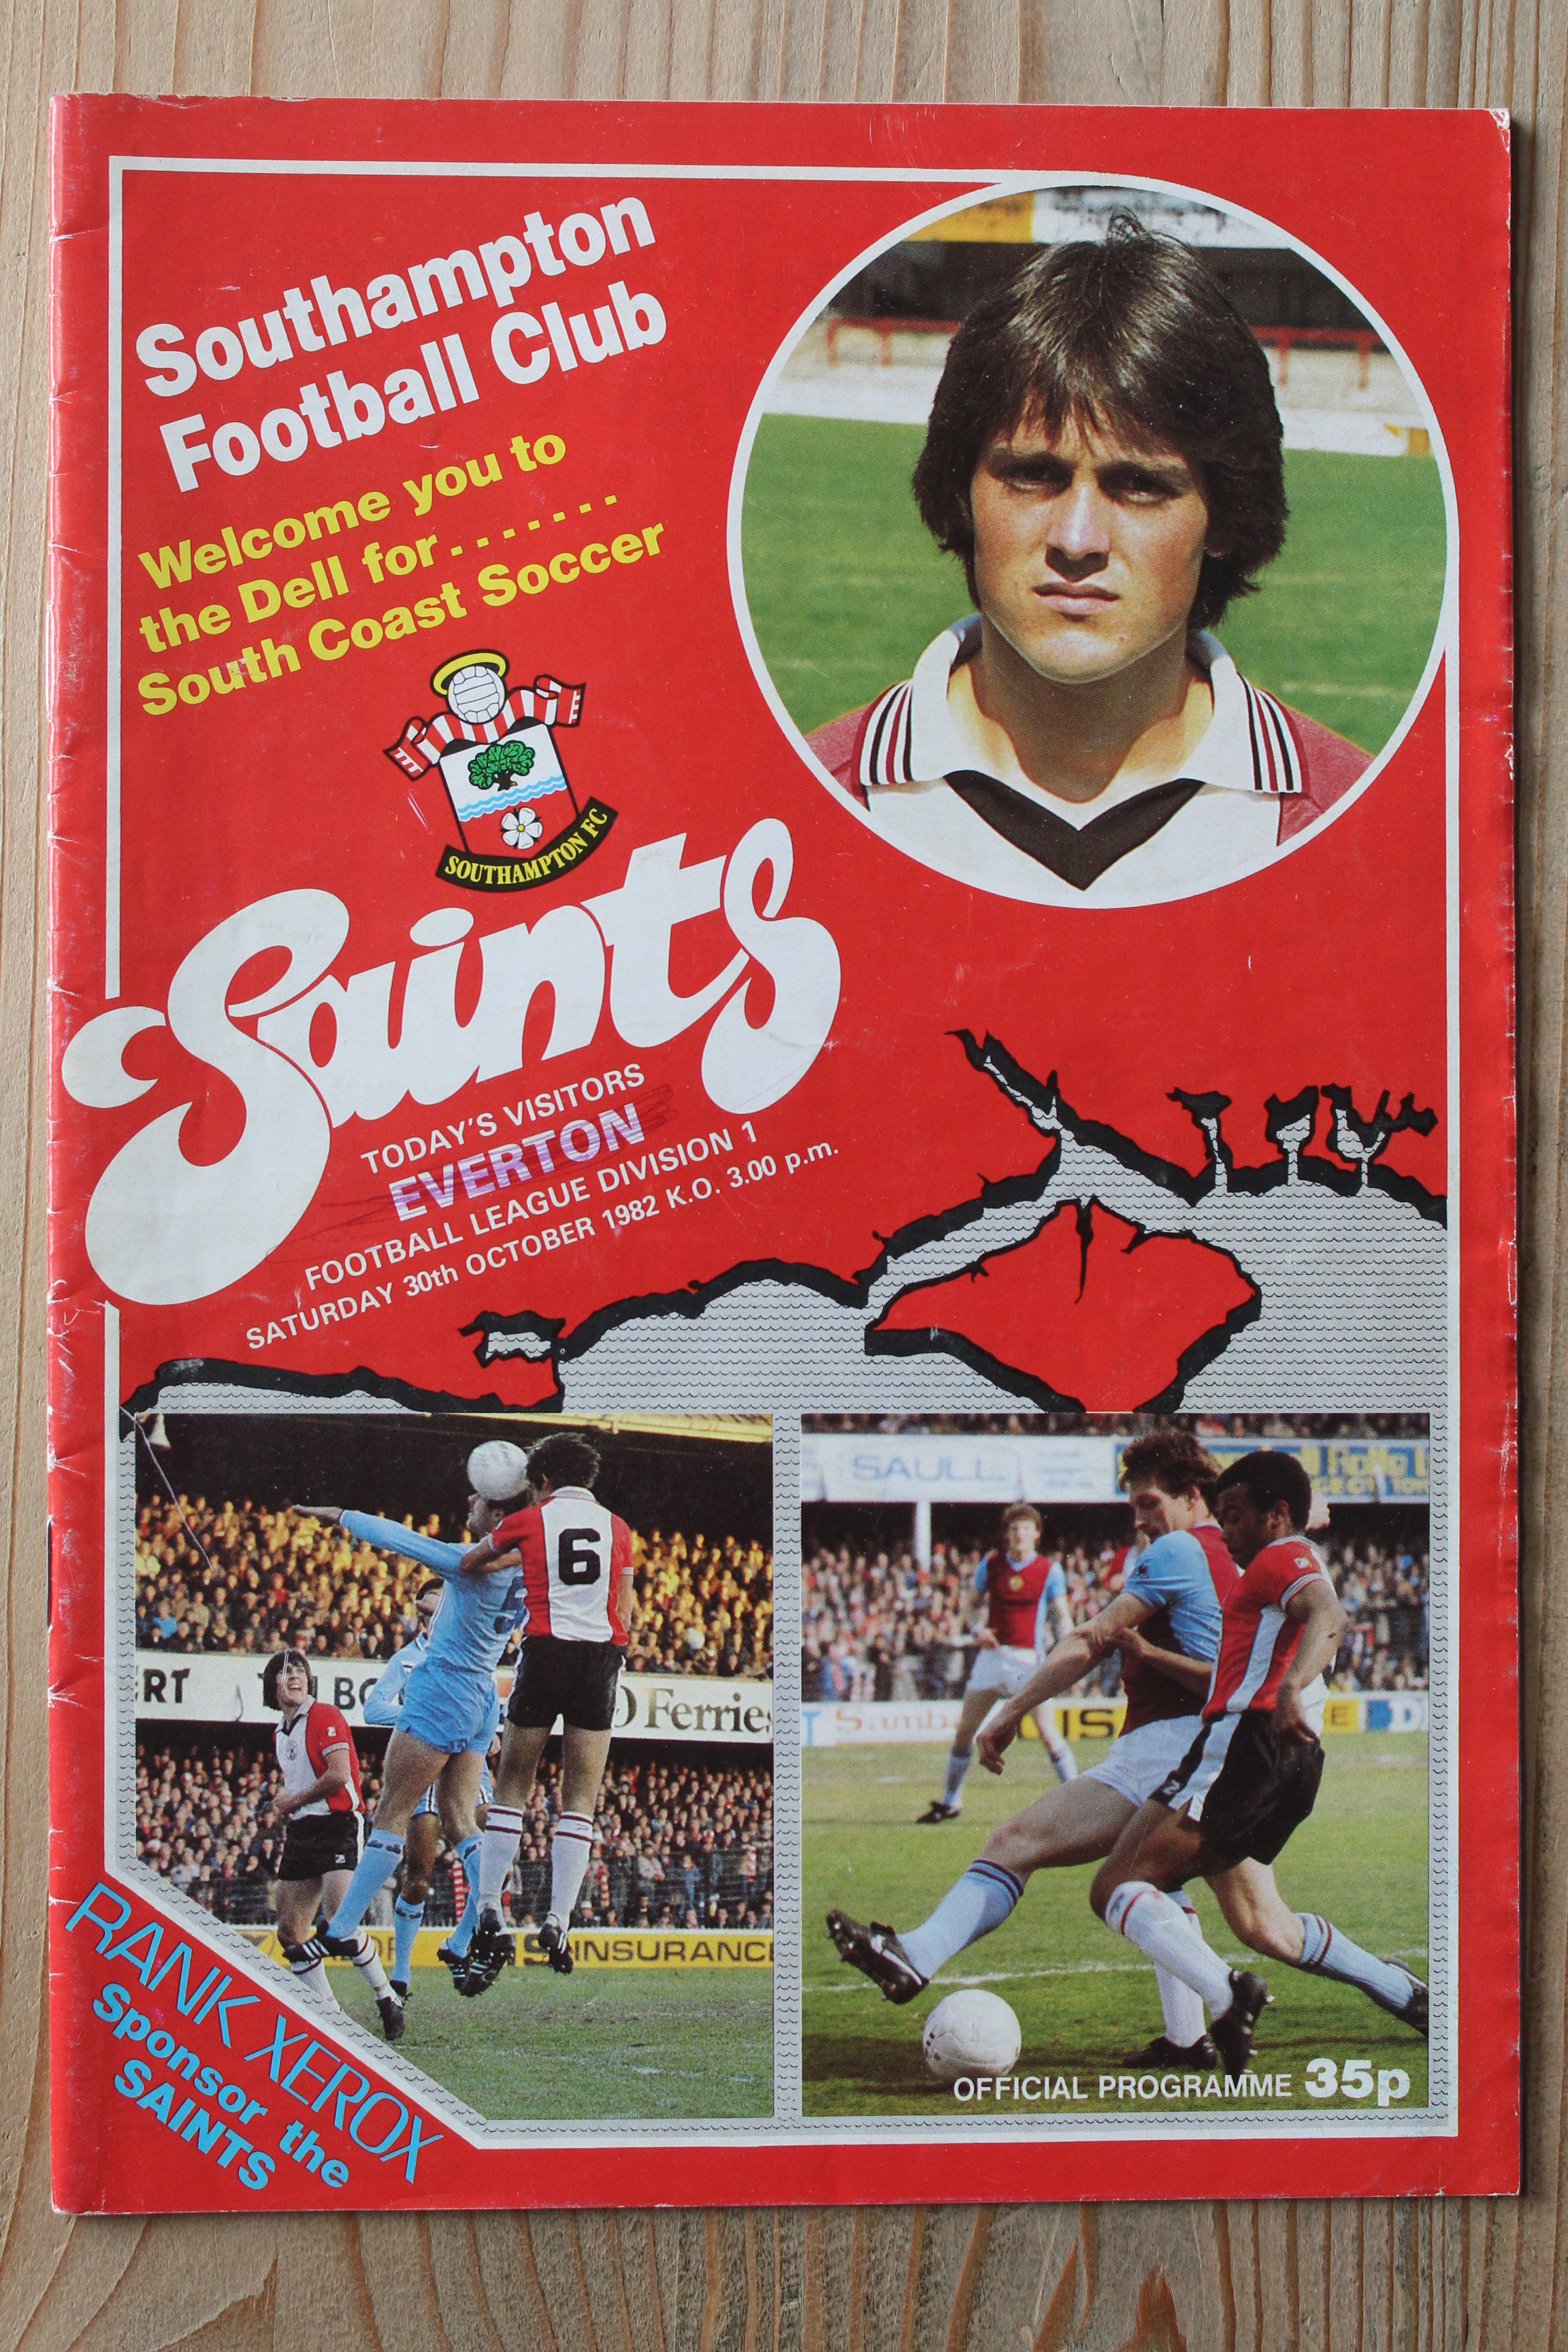 Southampton
Football Club
Welcome you to
the Dell for.......
South Coast Soccer
SOUTHAMPTON FC
Saints
TODAY'S VISITORS
EVERTON
FOOTBALL LEAGUE DIVISION 1
SATURDAY 30th OCTOBER 1982 K.O. 3.00 p.m.
6
5
Ferries
INSURANCE
SAULL
RANK XEROX
Sponsor the
SAINTS
OFFICIAL PROGRAMME 35p